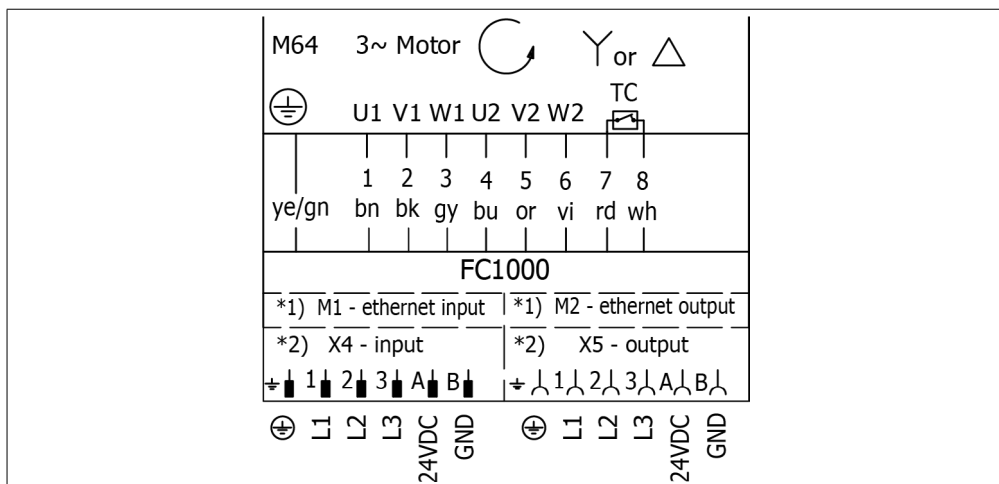 M64 3~ Motor Y or △
TC
U1 V1 W1 U2 V2 W2
1 2 3 4 5 6 7 8
ye/gn bn bk gy bu or vi rd wh
FC1000
*1) M1 - ethernet input *1) M2 - ethernet output
*2) X4 - input *2) X5 - output
1 2 3 A B 1 2 3 A B
L1 L2 L3 24VDC GND L1 L2 L3 24VDC GND